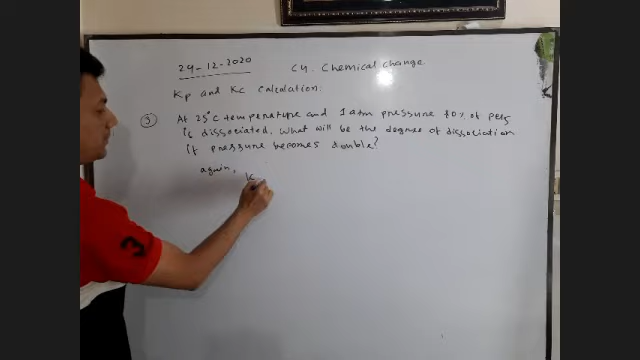 24-12-2020
C4. Chemical change
Kp and Kc calculation:
3 At 25°C temperature and 1 atm pressure 80% of PCl5
is dissociated. What will be the degree of dissociation
if pressure becomes double?
again,
K